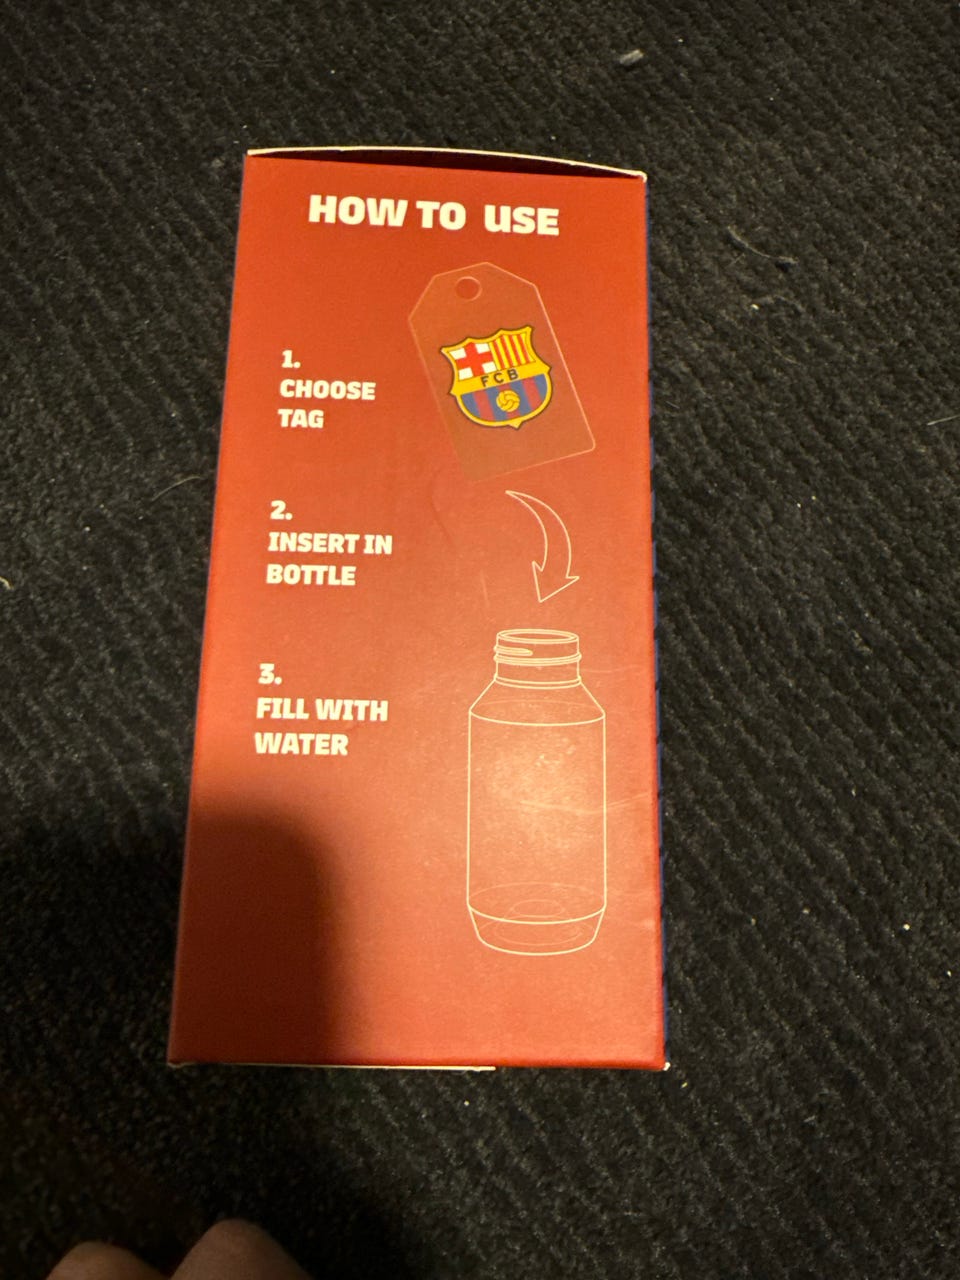 HOW TO USE
1.
CHOOSE
TAG
FCB
2.
INSERT IN
BOTTLE
3.
FILL WITH
WATER